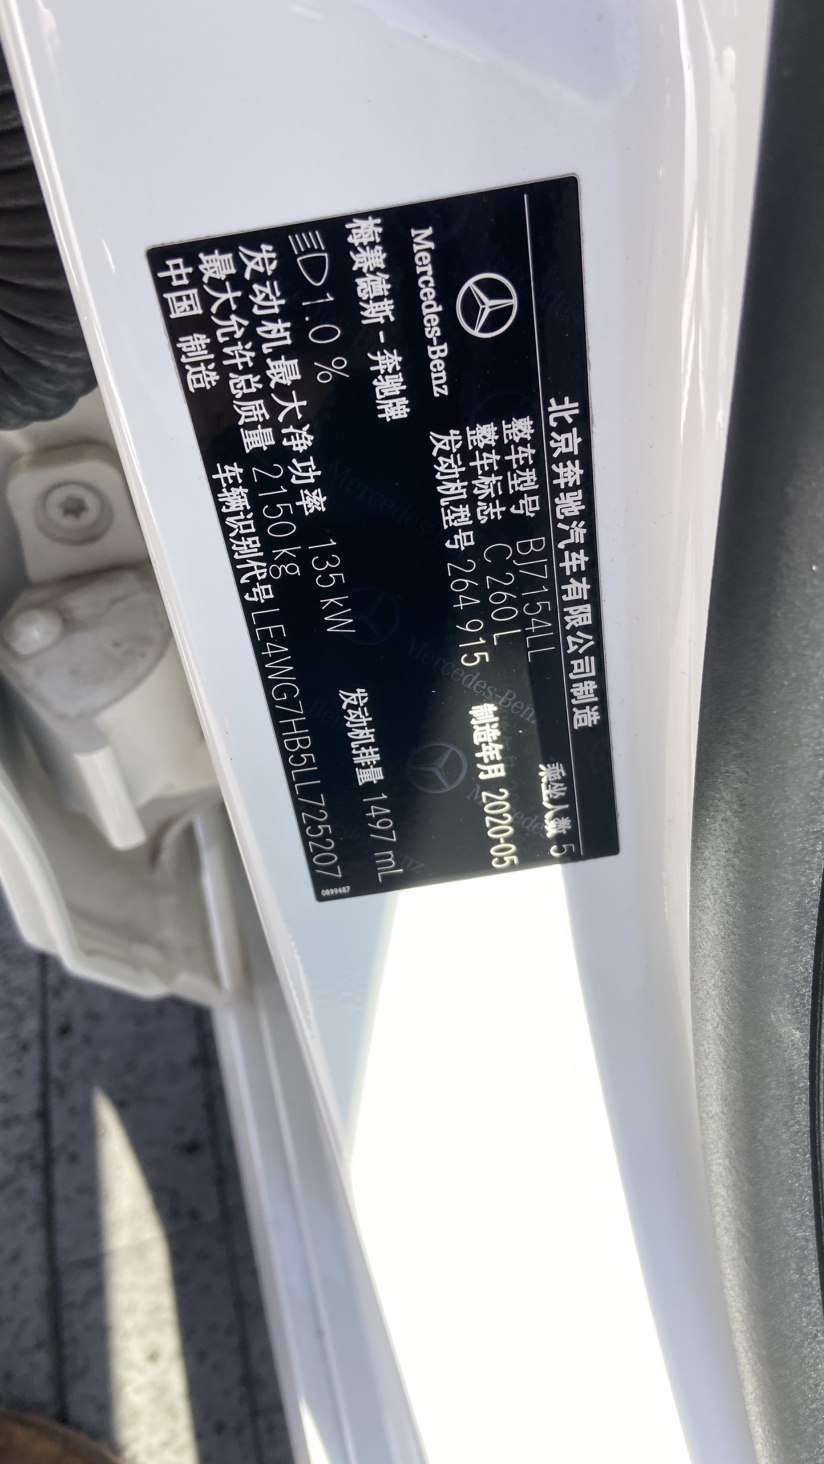 北京奔驰汽车有限公司制造
Mercedes-Benz
整车型号 BJ7154LL
乘坐人数 5
整车标志 C 260 L
发动机型号 264 915
制造年月 2020-05
梅赛德斯-奔驰牌
1.0 %
发动机最大净功率 135 kW
发动机排量 1497 mL
最大允许总质量 2150 kg
中国 制造
车辆识别代号 LE4WG7HB5LL725207
0899487